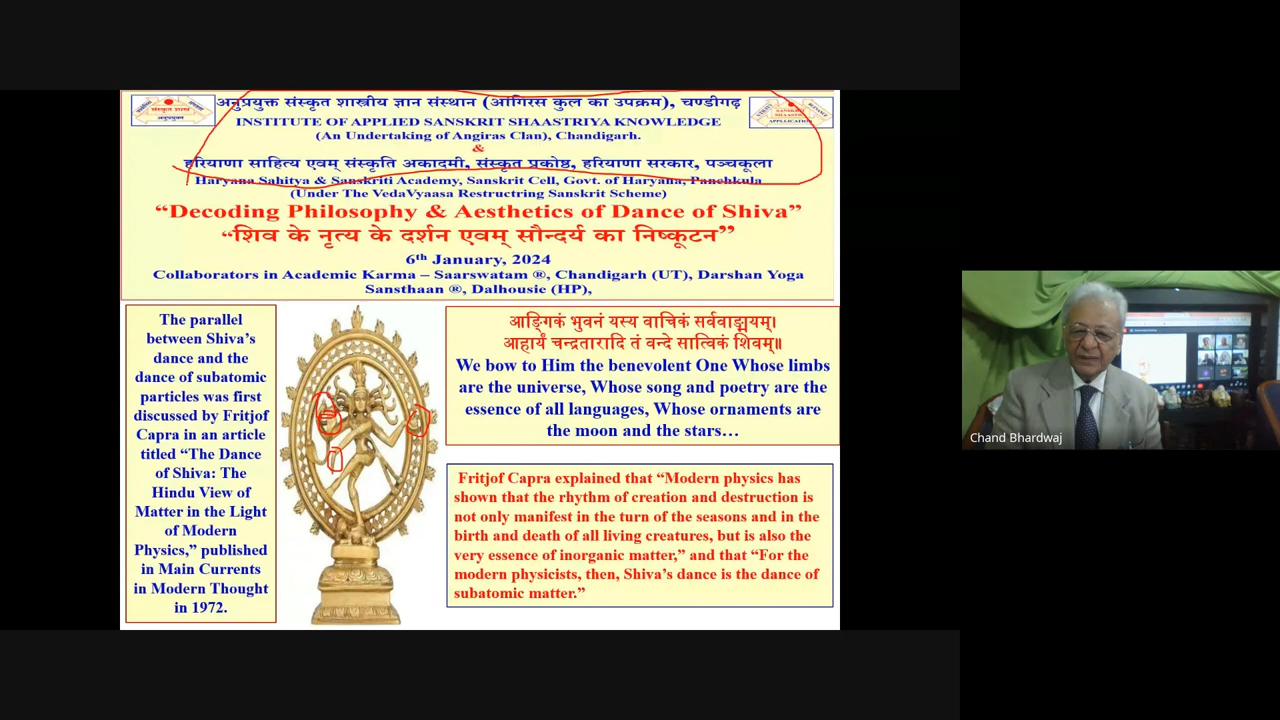 संस्कृत शास्त्र
अनुप्रयुक्त
अनुप्रयुक्त संस्कृत शास्त्रीय ज्ञान संस्थान (आंगिरस कुल का उपक्रम), चण्डीगढ़
INSTITUTE OF APPLIED SANSKRIT SHAASTRIYA KNOWLEDGE
(An Undertaking of Angiras Clan), Chandigarh.
&
SANSKRIT
SHAASTRA
APPLICATION
हरियाणा साहित्य एवम् संस्कृति अकादमी, संस्कृत प्रकोष्ठ, हरियाणा सरकार, पञ्चकूला
Haryana Sahitya & Sanskriti Academy, Sanskrit Cell, Govt. of Haryana, Panchkula
(Under The VedaVyaasa Restructring Sanskrit Scheme)
“Decoding Philosophy & Aesthetics of Dance of Shiva”
“शिव के नृत्य के दर्शन एवम् सौन्दर्य का निष्कूटन”
6th January, 2024
Collaborators in Academic Karma – Saarswatam ®, Chandigarh (UT), Darshan Yoga
Sansthaan ®, Dalhousic (HP),
The parallel
between Shiva’s
dance and the
dance of subatomic
particles was first
discussed by Fritjof
Capra in an article
titled “The Dance
of Shiva: The
Hindu View of
Matter in the Light
of Modern
Physics,” published
in Main Currents
in Modern Thought
in 1972.
आङ्गिकं भुवनं यस्य वाचिकं सर्ववाङ्मयम्।
आहार्यं चन्द्रतारादि तं वन्दे सात्विकं शिवम्॥
We bow to Him the benevolent One Whose limbs
are the universe, Whose song and poetry are the
essence of all languages, Whose ornaments are
the moon and the stars…
Fritjof Capra explained that “Modern physics has
shown that the rhythm of creation and destruction is
not only manifest in the turn of the seasons and in the
birth and death of all living creatures, but is also the
very essence of inorganic matter,” and that “For the
modern physicists, then, Shiva’s dance is the dance of
subatomic matter.”
Chand Bhardwaj